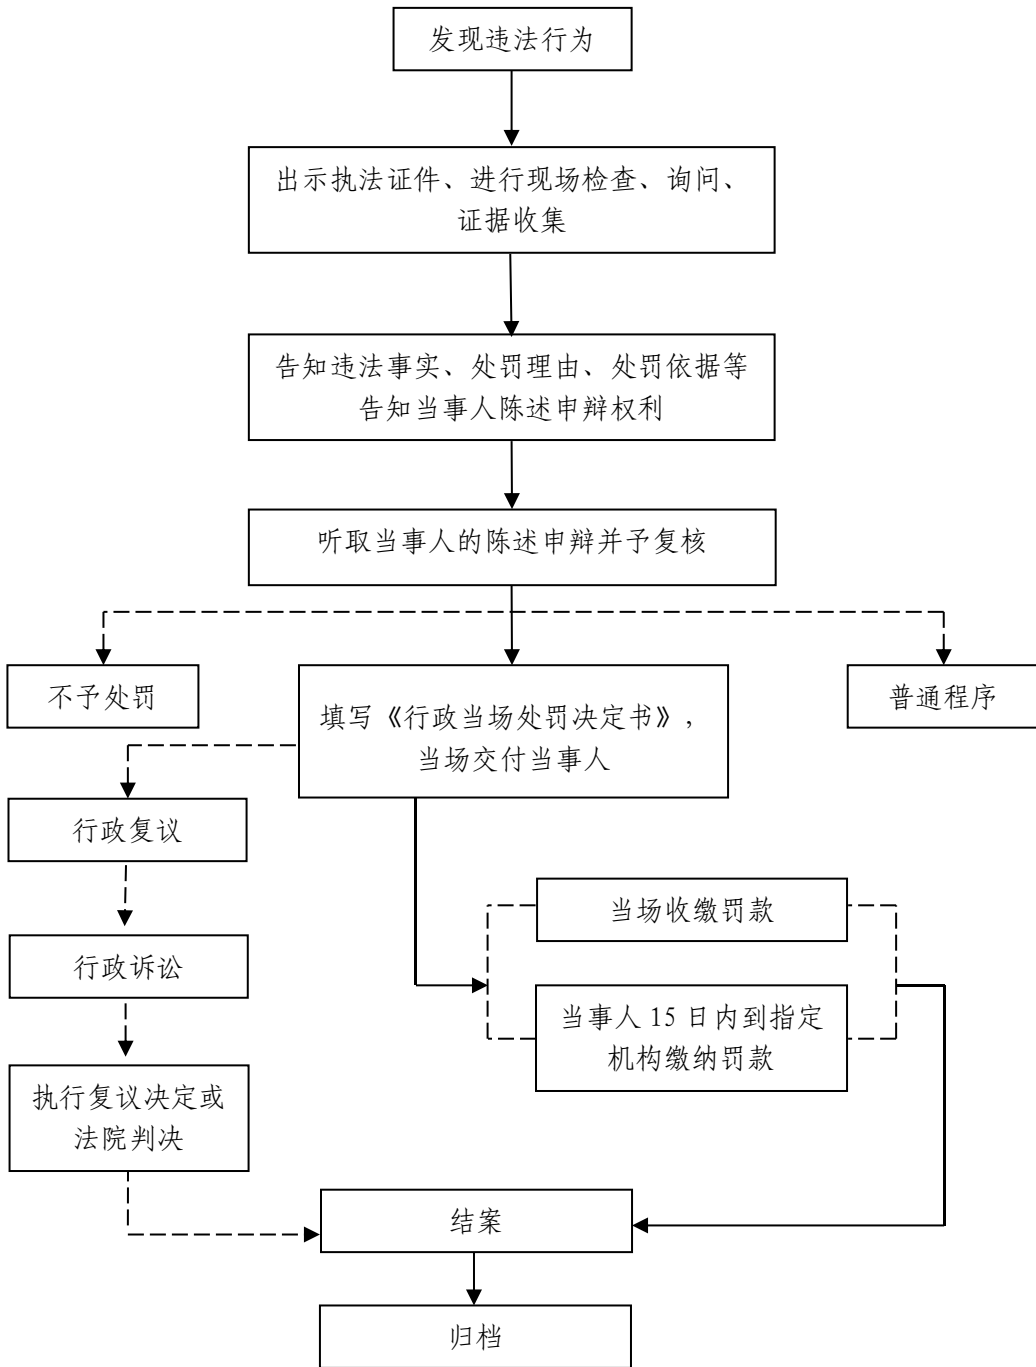 发现违法行为
出示执法证件、进行现场检查、询问、
证据收集
告知违法事实、处罚理由、处罚依据等
告知当事人陈述申辩权利
听取当事人的陈述申辩并予复核
不予处罚
填写《行政当场处罚决定书》,
当场交付当事人
普通程序
行政复议
当场收缴罚款
行政诉讼
当事人 15 日内到指定
机构缴纳罚款
执行复议决定或
法院判决
结案
归档